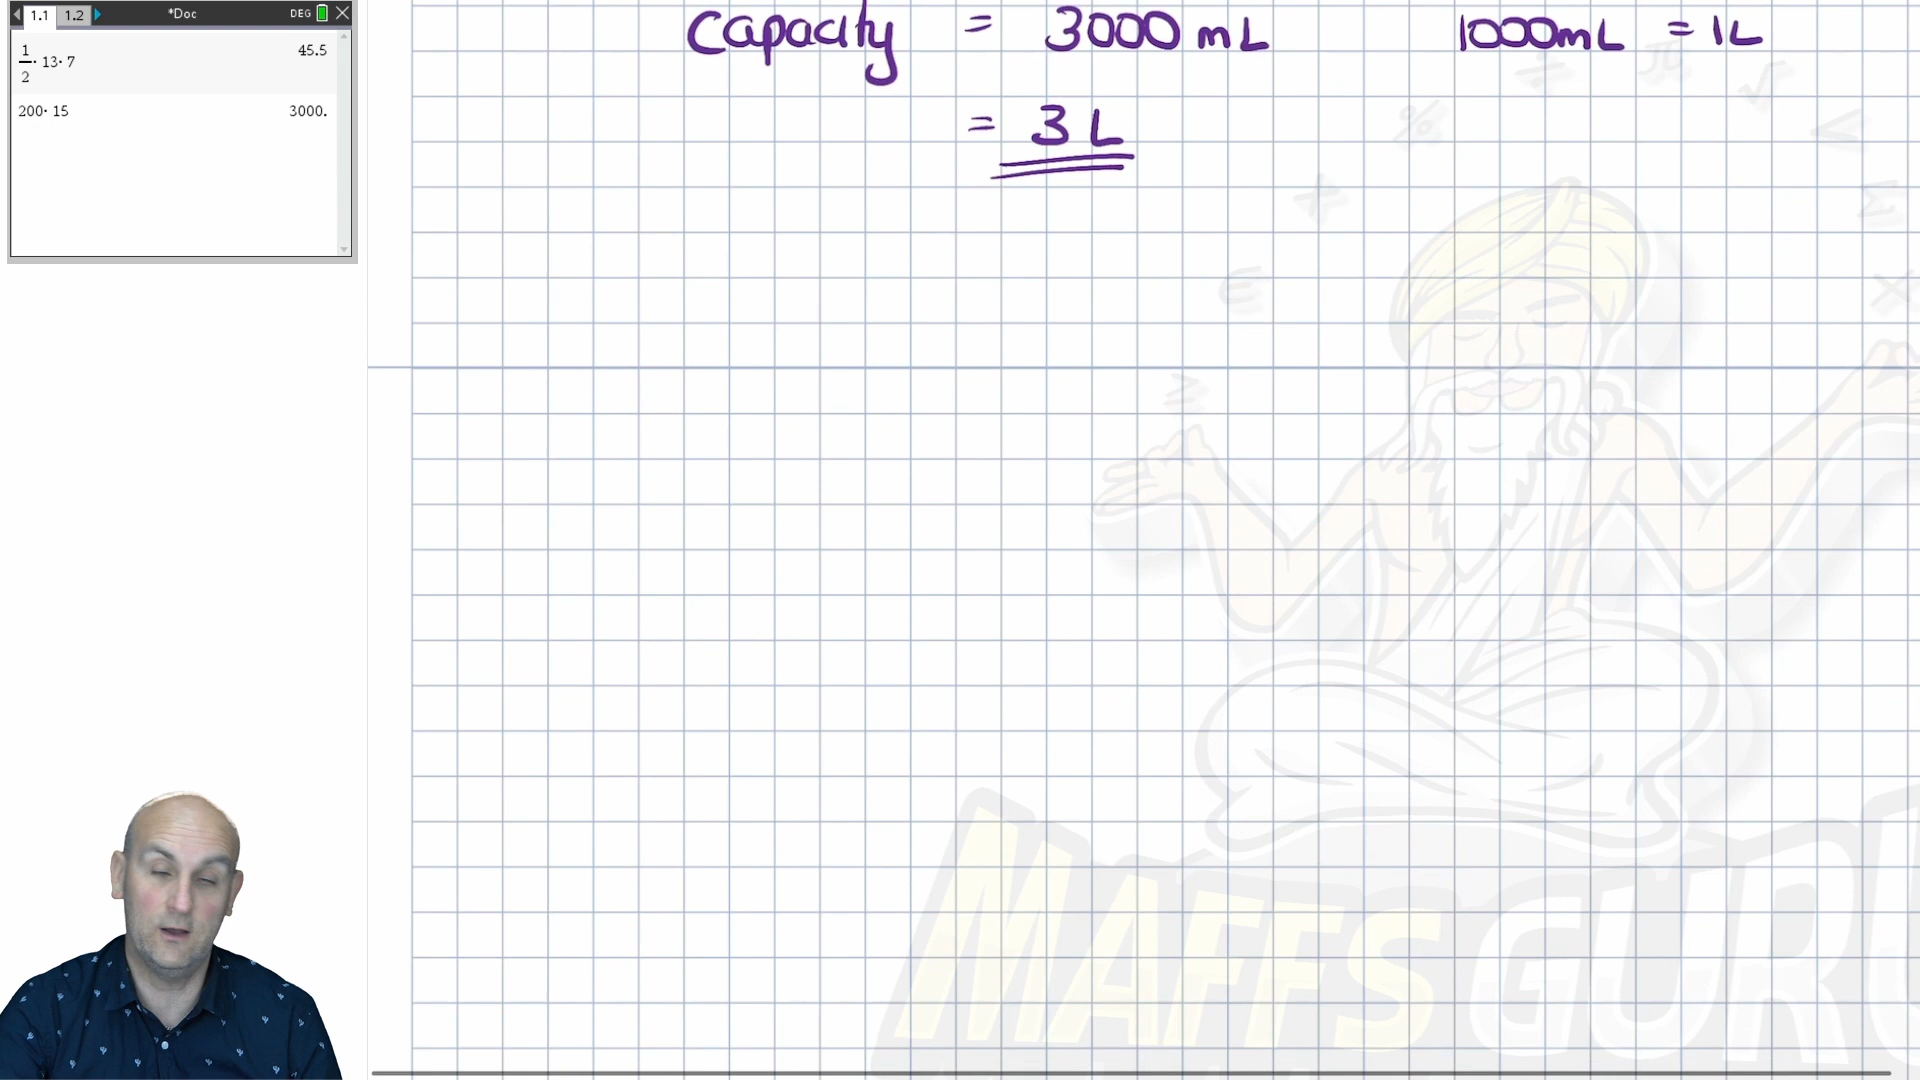 1.1 1.2 *Doc DEG
1/2 · 13 · 7 45.5
200 · 15 3000.
Capacity = 3000 mL 1000mL = 1L
= 3 L
MAFFS GURU